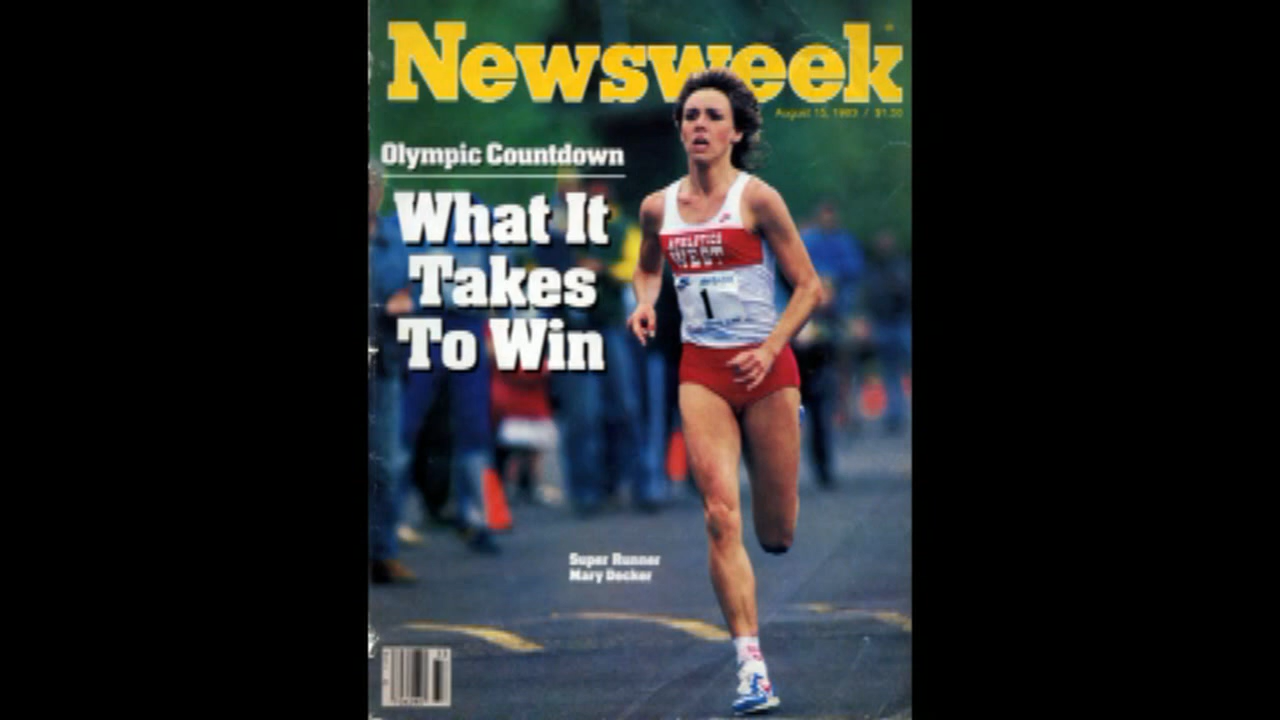 Newsweek
August 15, 1983 / $1.50
Olympic Countdown
What It
Takes
To Win
ATHLETICS
WEST
1
Super Runner
Mary Decker